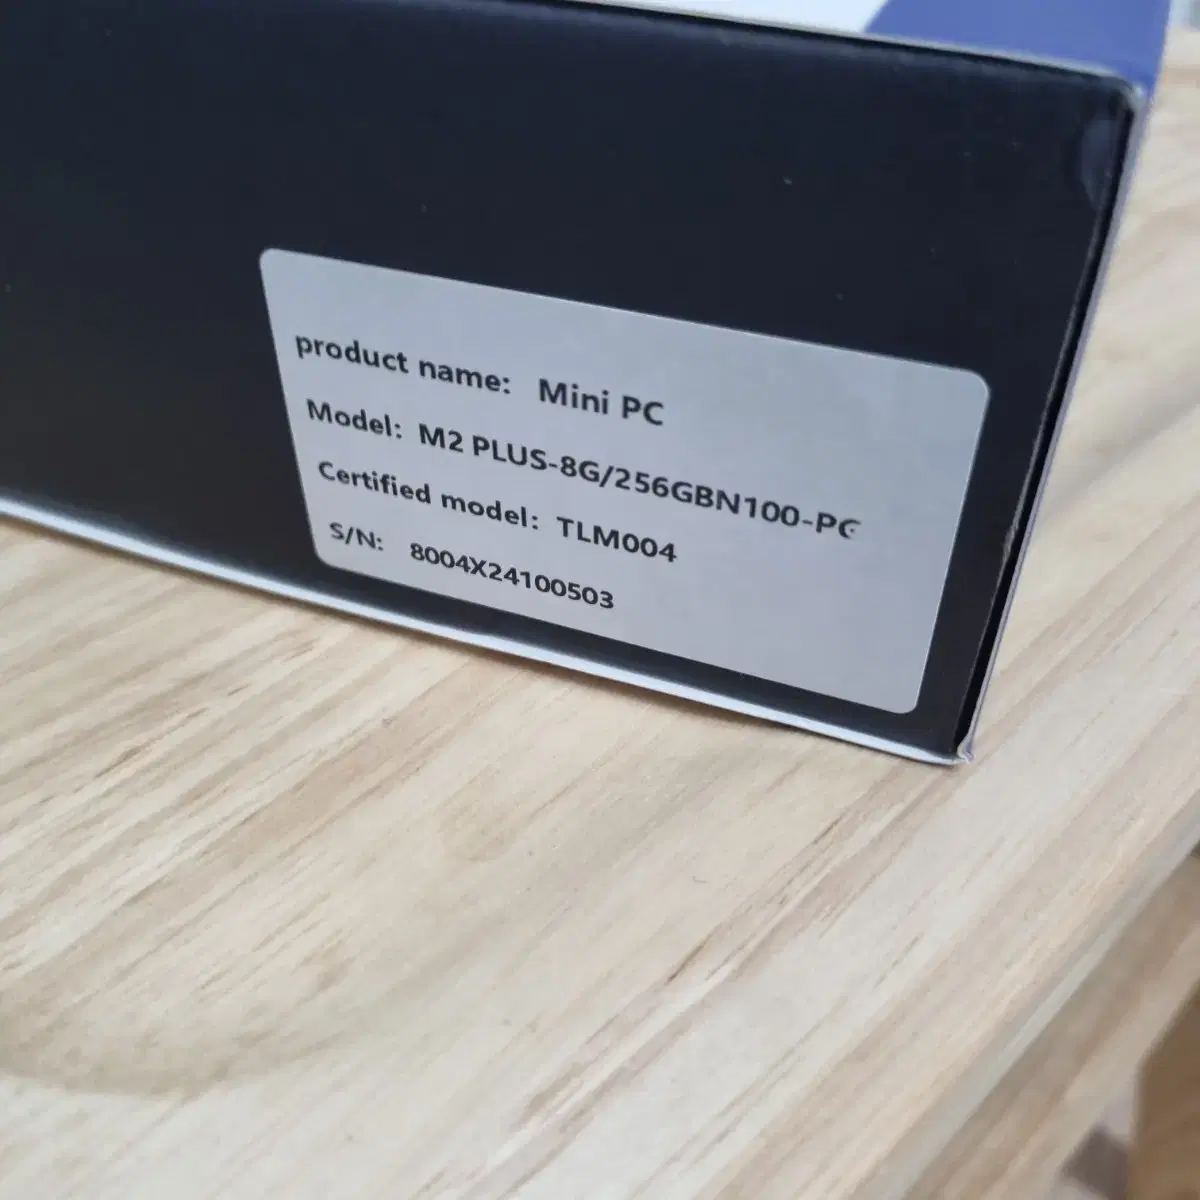 product name: Mini PC
Model: M2 PLUS-8G/256GBN100-PC
Certified model: TLM004
S/N: 8004X24100503